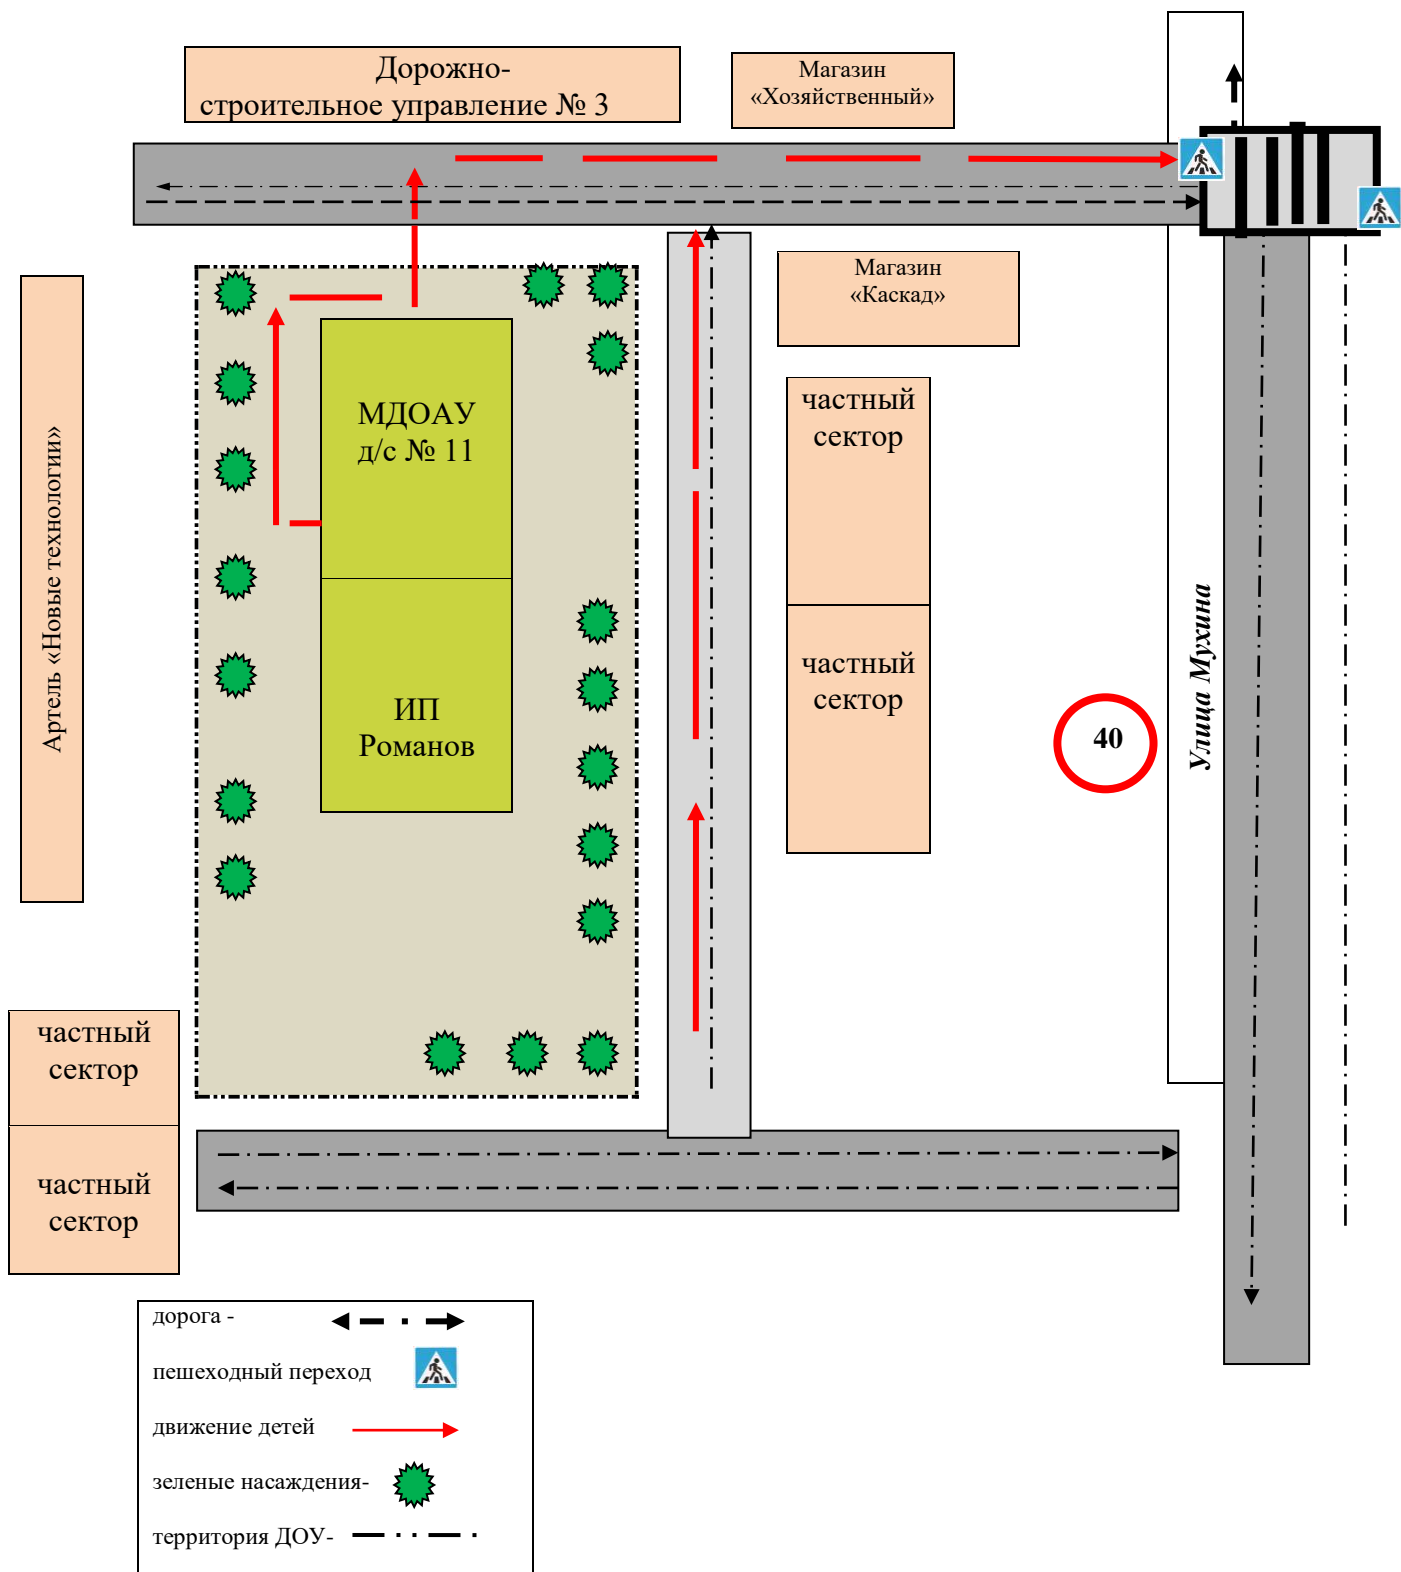 Дорожно-
строительное управление № 3
Магазин
«Хозяйственный»
Магазин
«Каскад»
МДОАУ
д/с № 11
частный
сектор
Артель «Новые технологии»
частный
сектор
ИП
Романов
40
Улица Мухина
частный
сектор
частный
сектор
дорога -
пешеходный переход
движение детей
зеленые насаждения-
территория ДОУ-